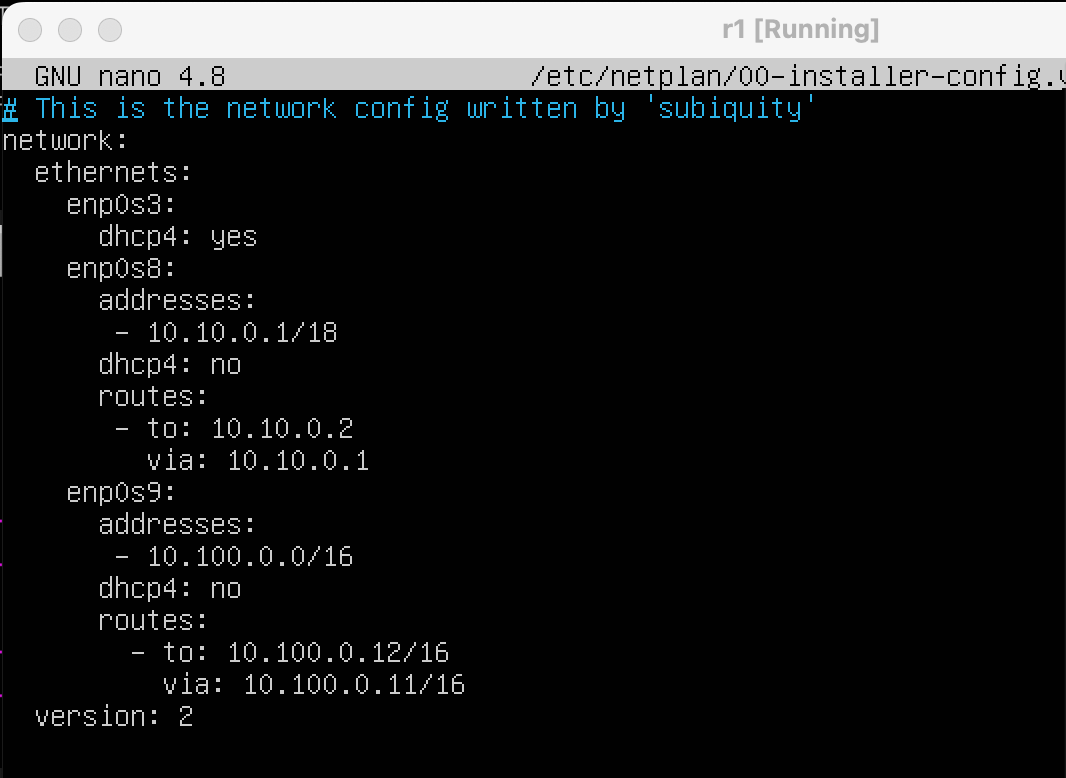 r1 [Running]
GNU nano 4.8 /etc/netplan/00-installer-config.y
# This is the network config written by 'subiquity'
network:
  ethernets:
    enp0s3:
      dhcp4: yes
    enp0s8:
      addresses:
       - 10.10.0.1/18
      dhcp4: no
      routes:
       - to: 10.10.0.2
         via: 10.10.0.1
    enp0s9:
      addresses:
       - 10.100.0.0/16
      dhcp4: no
      routes:
        - to: 10.100.0.12/16
          via: 10.100.0.11/16
  version: 2